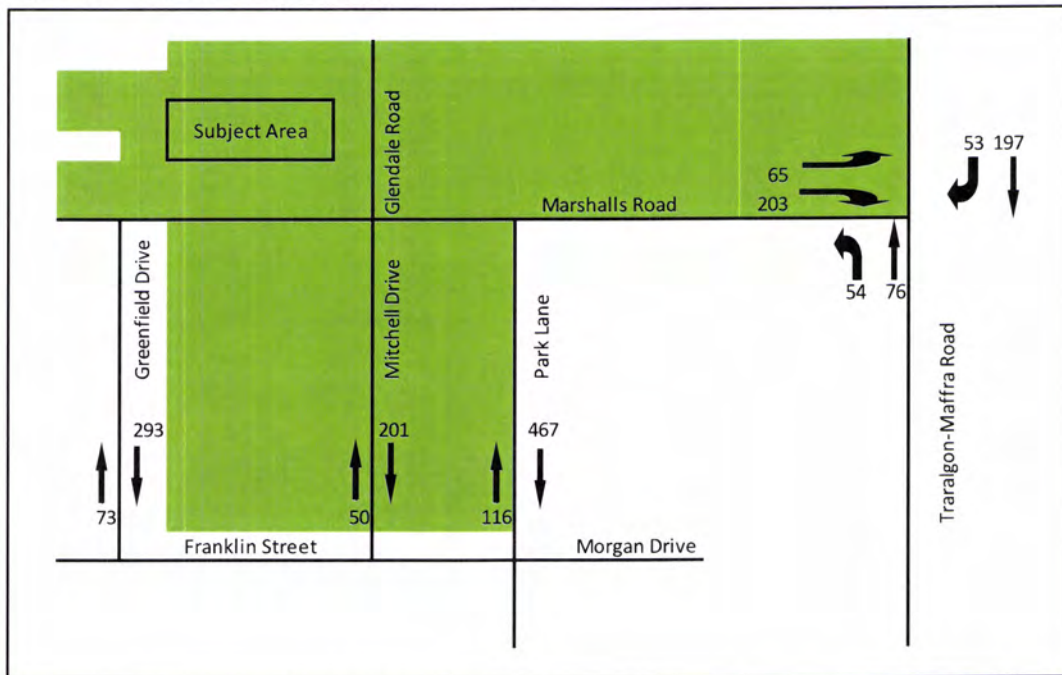 Subject Area
Glendale Road
53 197
65
203
Marshalls Road
54 76
Greenfield Drive
Mitchell Drive
Park Lane
Traralgon-Maffra Road
293
201
467
73
50
116
Franklin Street
Morgan Drive